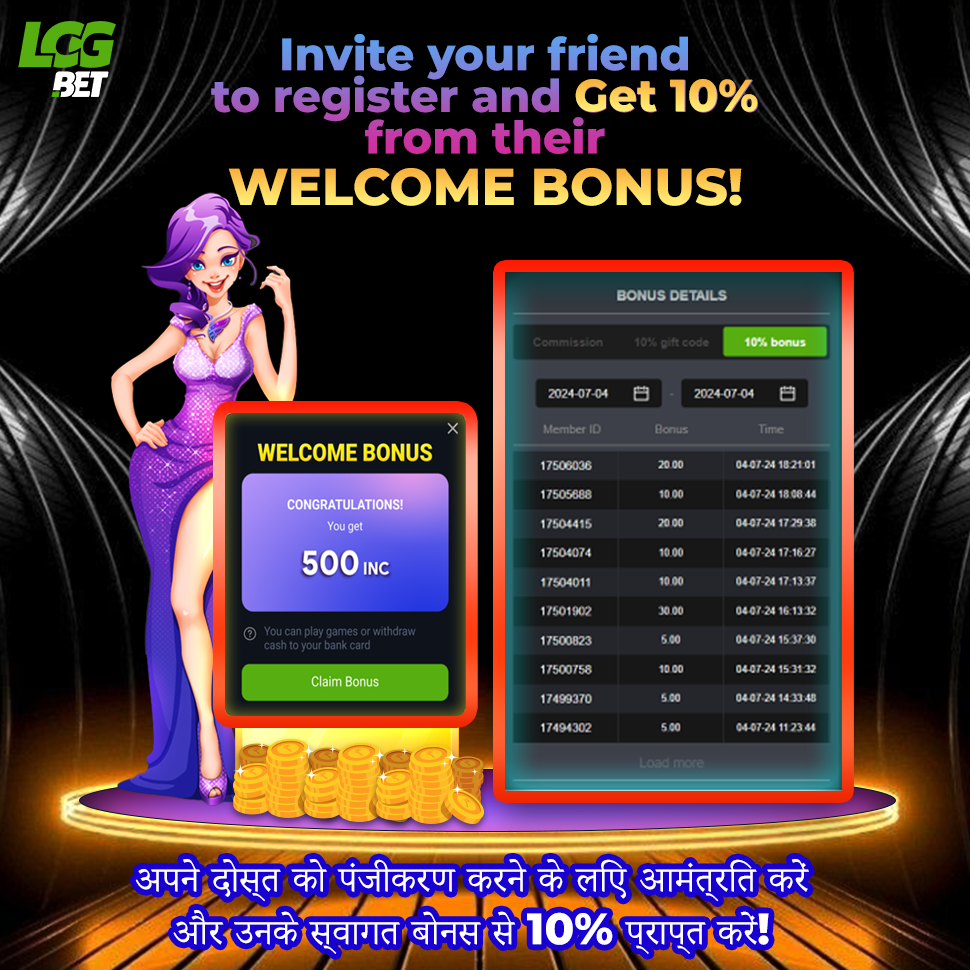 LCG
.BET
Invite your friend
to register and Get 10%
from their
WELCOME BONUS!
WELCOME BONUS
CONGRATULATIONS!
You get
500 INC
You can play games or withdraw
cash to your bank card
Claim Bonus
BONUS DETAILS
Commission 10% gift code 10% bonus
2024-07-04 - 2024-07-04
Member ID Bonus Time
17506036 20.00 04-07-24 18:21:01
17505688 10.00 04-07-24 18:08:44
17504415 20.00 04-07-24 17:29:38
17504074 10.00 04-07-24 17:16:27
17504011 10.00 04-07-24 17:13:37
17501902 30.00 04-07-24 16:13:32
17500823 5.00 04-07-24 15:37:30
17500758 10.00 04-07-24 15:31:32
17499370 5.00 04-07-24 14:33:48
17494302 5.00 04-07-24 11:23:44
Load more
अपने दोस्त को पंजीकरण करने के लिए आमंत्रित करें
और उनके स्वागत बोनस से 10% प्राप्त करें!